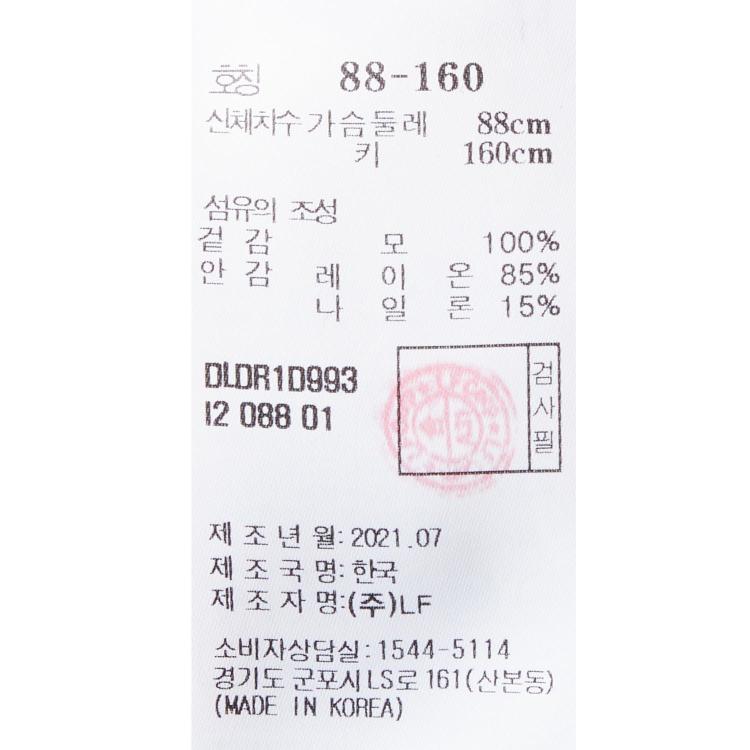 호칭 88-160
신체치수 가슴둘레 88cm
키 160cm
섬유의 조성
겉감 모 100%
안감 레이온 85%
나일론 15%
DLDR1D993
I2 088 01
검사필
제조년월: 2021.07
제조국명: 한국
제조자명:(주)LF
소비자상담실:1544-5114
경기도 군포시 LS로 161(산본동)
(MADE IN KOREA)